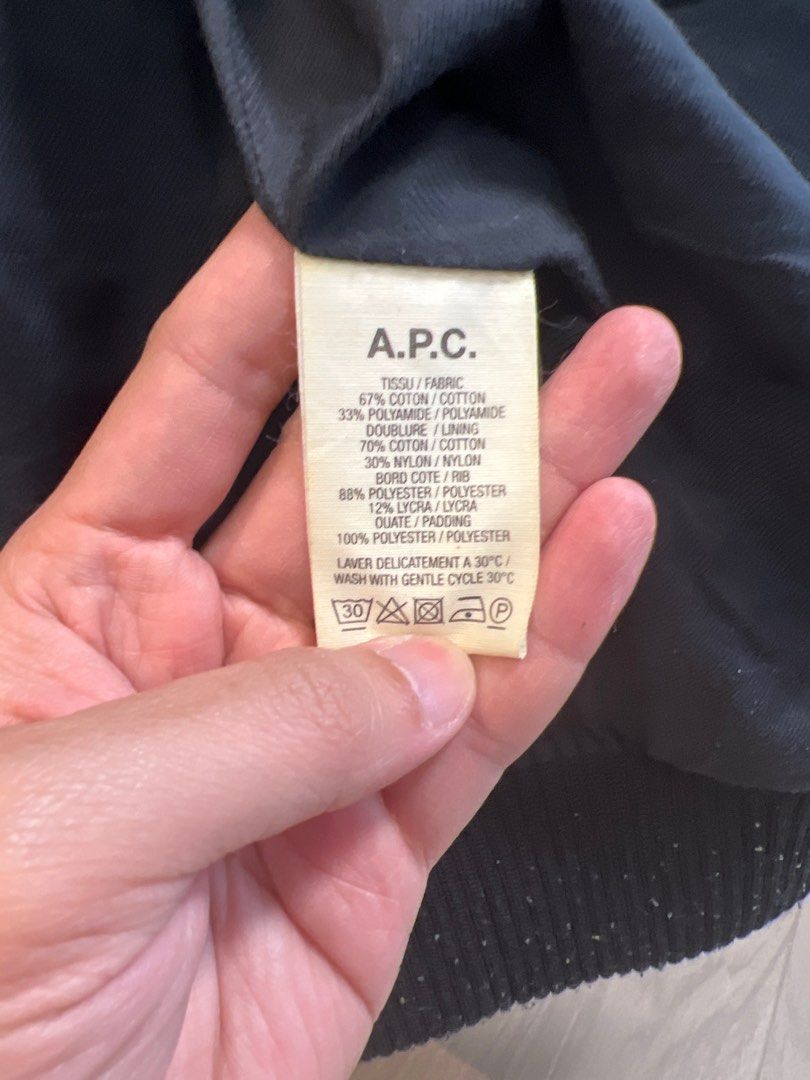 A.P.C.
TISSU / FABRIC
67% COTON / COTTON
33% POLYAMIDE / POLYAMIDE
DOUBLURE / LINING
70% COTON / COTTON
30% NYLON / NYLON
BORD COTE / RIB
88% POLYESTER / POLYESTER
12% LYCRA / LYCRA
OUATE / PADDING
100% POLYESTER / POLYESTER
LAVER DELICATEMENT A 30°C /
WASH WITH GENTLE CYCLE 30°C
30 P